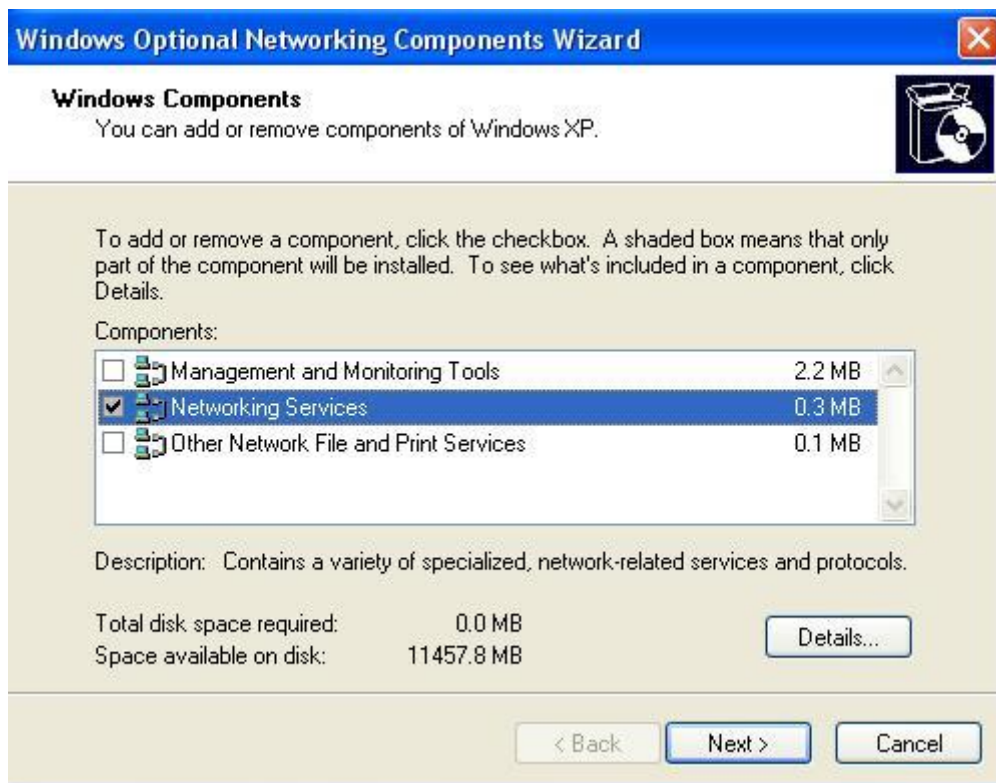 Windows Optional Networking Components Wizard
Windows Components
You can add or remove components of Windows XP.
To add or remove a component, click the checkbox. A shaded box means that only
part of the component will be installed. To see what's included in a component, click
Details.
Components:
Management and Monitoring Tools 2.2 MB
Networking Services 0.3 MB
Other Network File and Print Services 0.1 MB
Description: Contains a variety of specialized, network-related services and protocols.
Total disk space required: 0.0 MB
Space available on disk: 11457.8 MB
Details...
< Back Next > Cancel